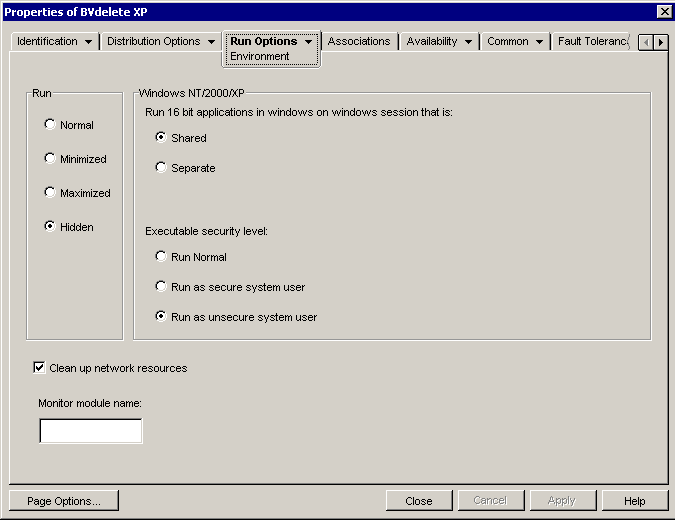 Properties of BVdelete XP
Identification Distribution Options Run Options Associations Availability Common Fault Toleranc
Environment
Run
Normal
Minimized
Maximized
Hidden
Windows NT/2000/XP
Run 16 bit applications in windows on windows session that is:
Shared
Separate
Executable security level:
Run Normal
Run as secure system user
Run as unsecure system user
Clean up network resources
Monitor module name:
Page Options... Close Cancel Apply Help